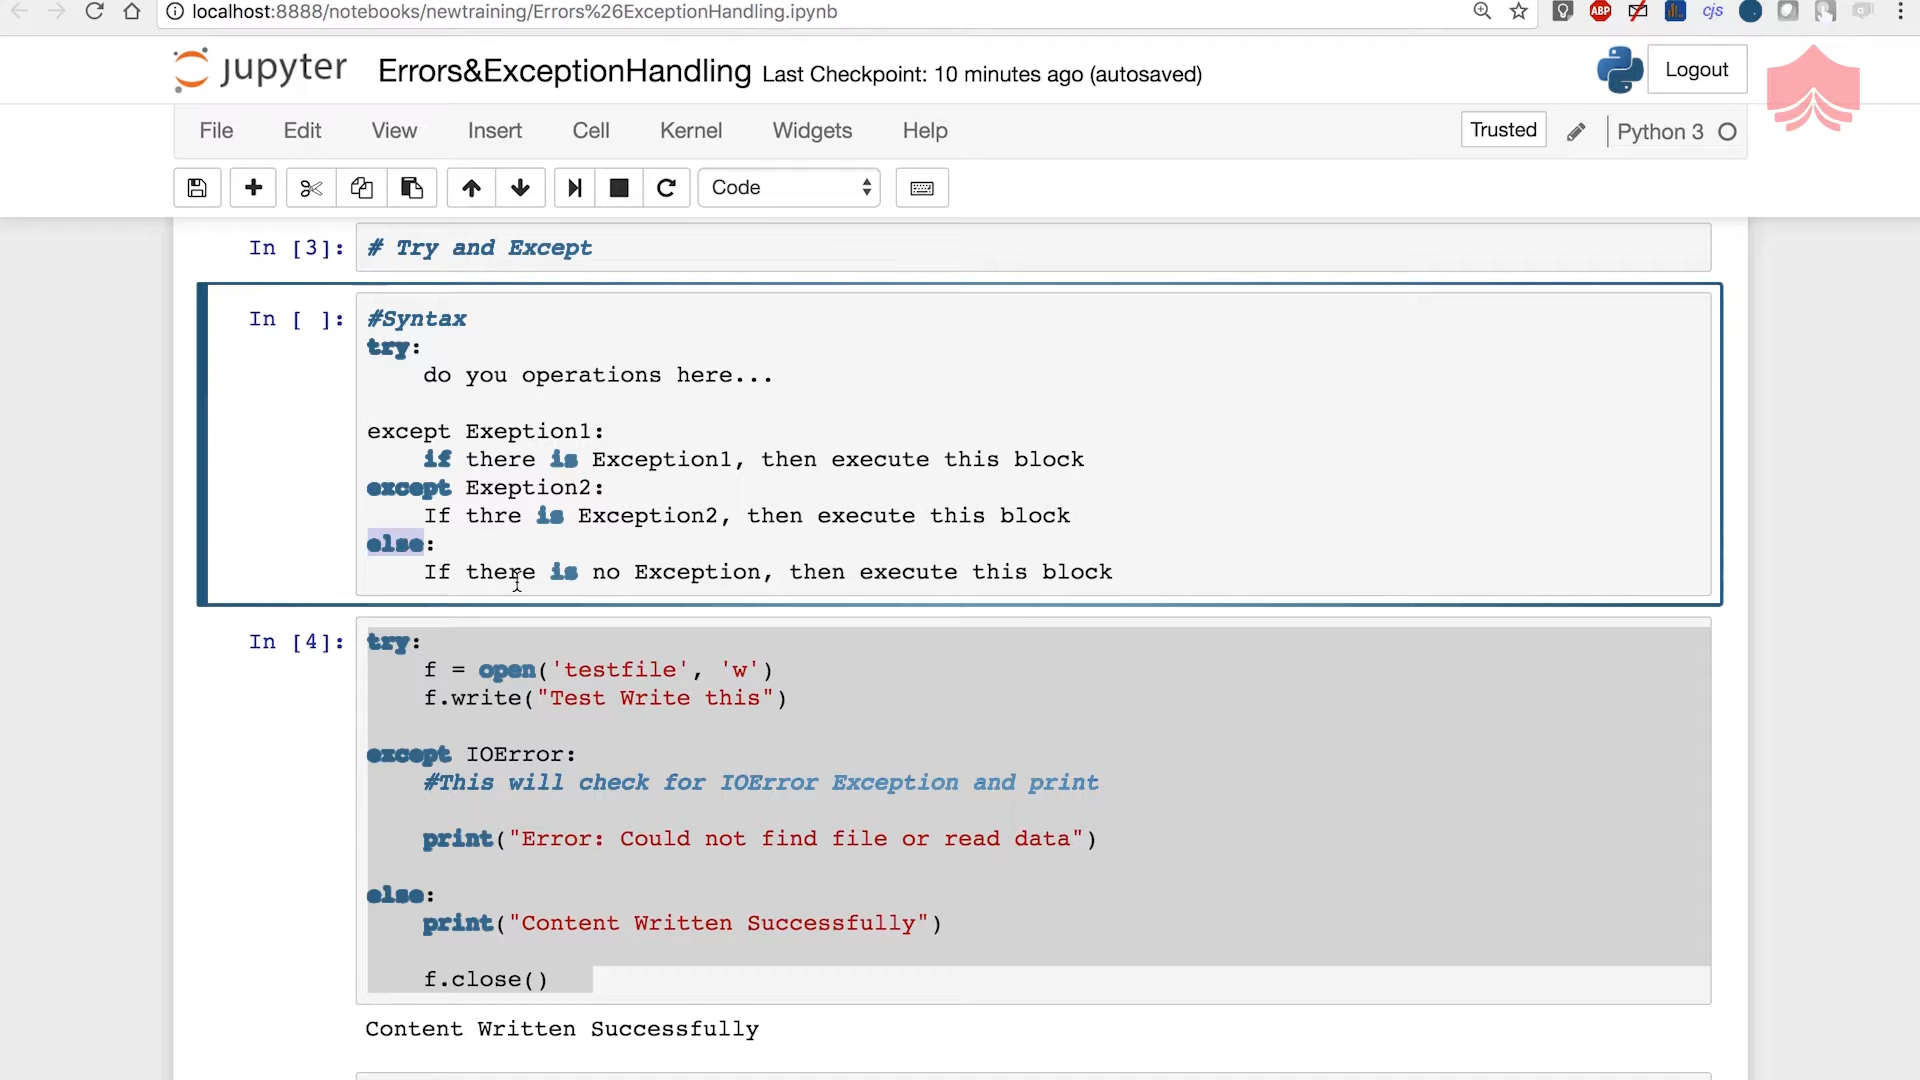 localhost:8888/notebooks/newtraining/Errors%26ExceptionHandling.ipynb
ABP
cjs
jupyter Errors&ExceptionHandling Last Checkpoint: 10 minutes ago (autosaved)
Logout
File Edit View Insert Cell Kernel Widgets Help
Trusted
Python 3
Code
In [3]: # Try and Except
In [ ]: #Syntax
try:
do you operations here...
except Exeption1:
if there is Exception1, then execute this block
except Exeption2:
If thre is Exception2, then execute this block
else:
If there is no Exception, then execute this block
In [4]: try:
f = open('testfile', 'w')
f.write("Test Write this")
except IOError:
#This will check for IOError Exception and print
print("Error: Could not find file or read data")
else:
print("Content Written Successfully")
f.close()
Content Written Successfully